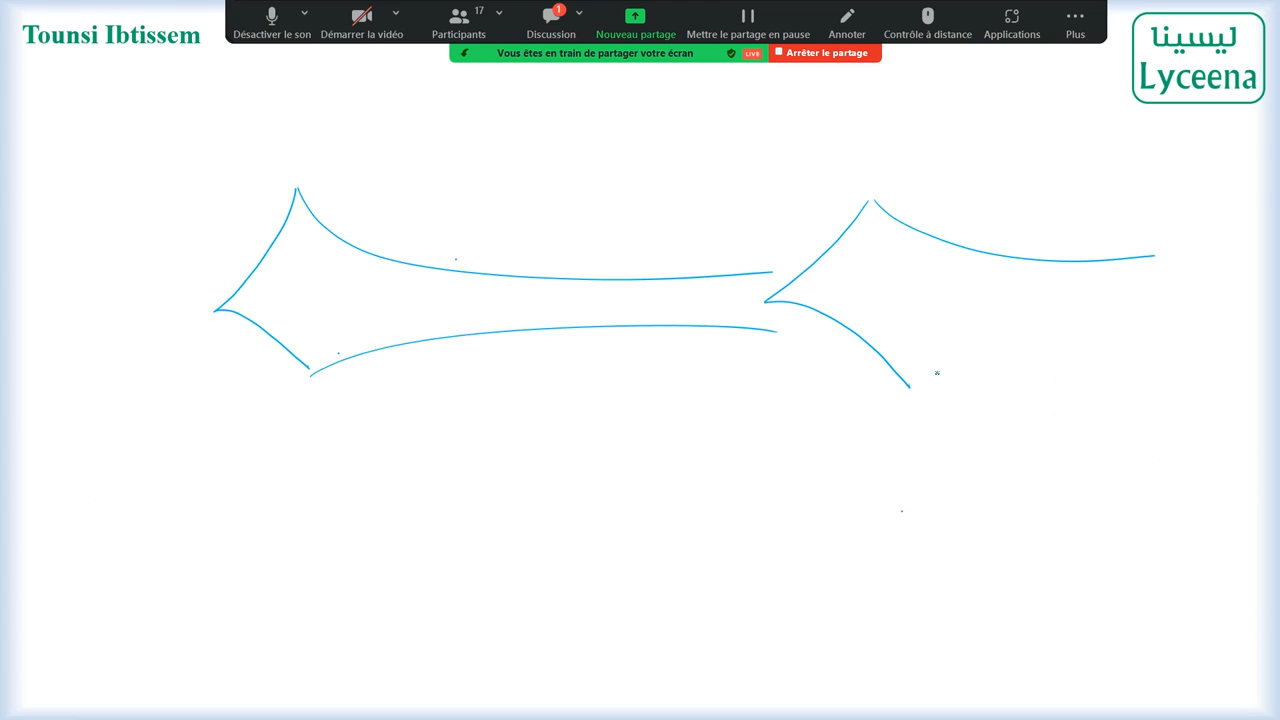 Tounsi Ibtissem
17
1
Désactiver le son
Démarrer la vidéo
Participants
Discussion
Nouveau partage
Mettre le partage en pause
Annoter
Contrôle à distance
Applications
Plus
Vous êtes en train de partager votre écran
LIVE
Arrêter le partage
ليسينا
Lyceena